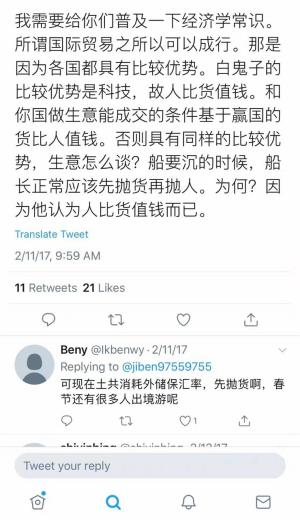 我需要给你们普及一下经济学常识。
所谓国际贸易之所以可以成行。那是
因为各国都具有比较优势。白鬼子的
比较优势是科技，故人比货值钱。和
你国做生意能成交的条件基于赢国的
货比人值钱。否则具有同样的比较优
势，生意怎么谈？船要沉的时候，船
长正常应该先抛货再抛人。为何？因
为他认为人比货值钱而已。
Translate Tweet
2/11/17, 9:59 AM
11 Retweets 21 Likes
Beny @lkbenwy · 2/11/17
Replying to @jiben97559755
可现在土共消耗外储保汇率，先抛货啊，春
节还有很多人出境游呢
1
Tweet your reply